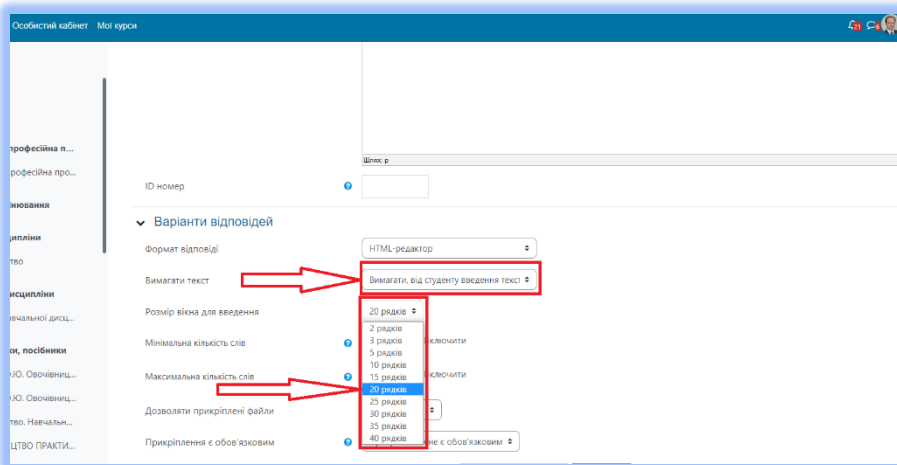 Особистий кабінет Мої курси
21 6
професійна п...
рофесійна про...
нювання
ципліни
тво
исципліни
вчальної дисц...
ки, посібники
.Ю. Овочівниц...
.Ю. Овочівниц...
тво. Навчальн...
ЦТВО ПРАКТИ...
Шлях: p
ID номер
Варіанти відповідей
Формат відповіді HTML-редактор
Вимагати текст Вимагати, від студенту введення текст
Розмір вікна для введення 20 рядків
2 рядків
3 рядків
5 рядків
10 рядків
15 рядків
20 рядків
25 рядків
30 рядків
35 рядків
40 рядків
Мінімальна кількість слів ключити
Максимальна кількість слів ключити
Дозволяти прикріплені файли
Прикріплення є обов'язковим не є обов'язковим